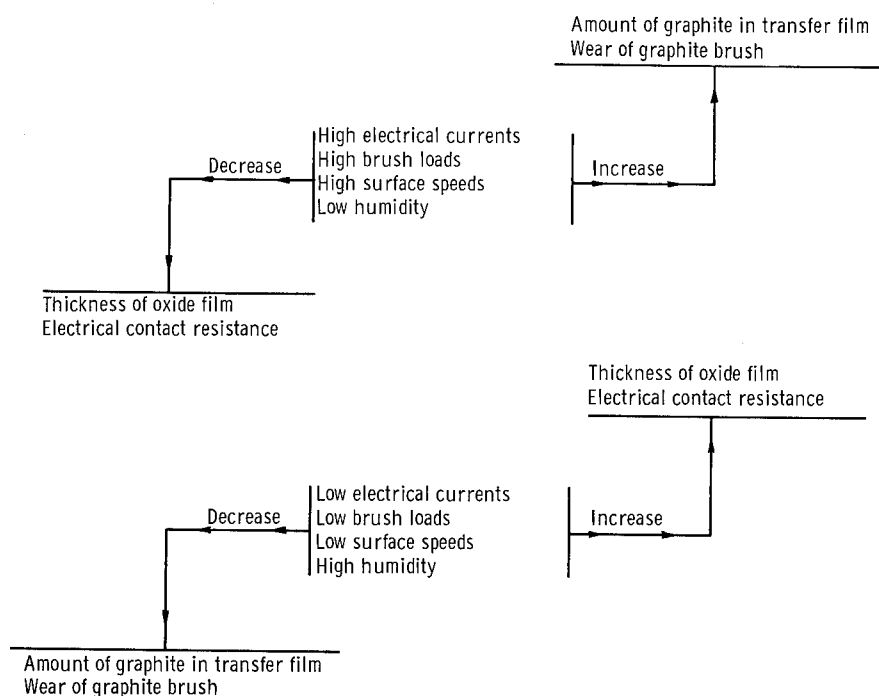 Amount of graphite in transfer film
Wear of graphite brush
High electrical currents
High brush loads
High surface speeds
Low humidity
Decrease
Increase
Thickness of oxide film
Electrical contact resistance
Thickness of oxide film
Electrical contact resistance
Low electrical currents
Low brush loads
Low surface speeds
High humidity
Decrease
Increase
Amount of graphite in transfer film
Wear of graphite brush